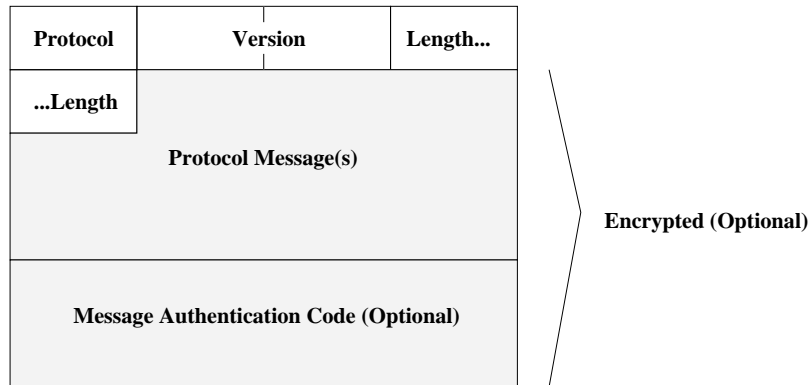 Protocol Version Length...
...Length
Protocol Message(s)
Encrypted (Optional)
Message Authentication Code (Optional)